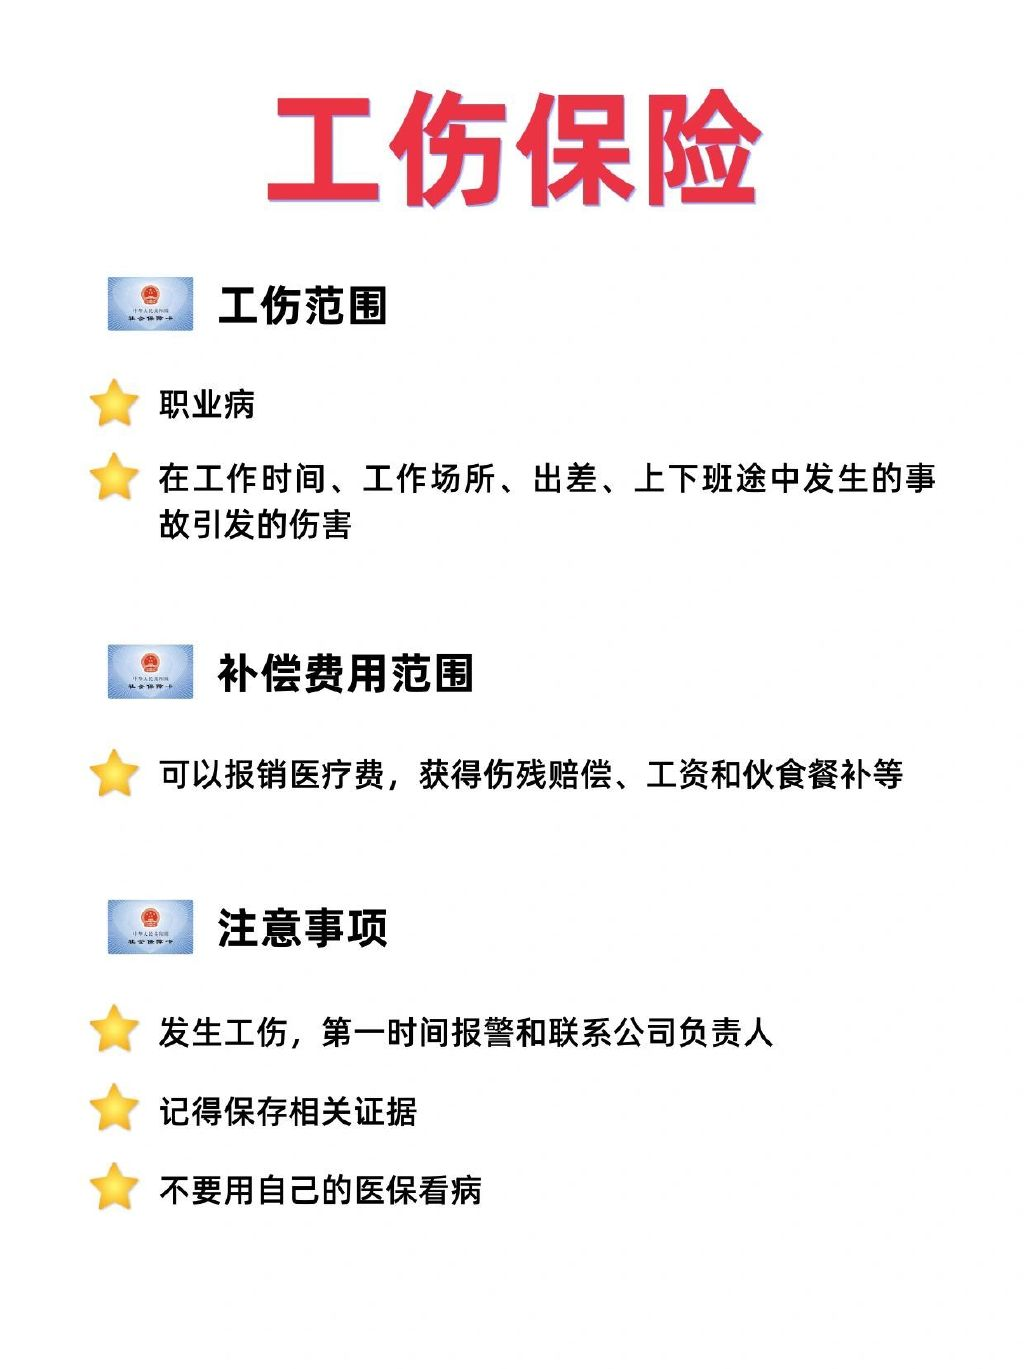 工伤保险
中华人民共和国
社会保障卡
工伤范围
职业病
在工作时间、工作场所、出差、上下班途中发生的事
故引发的伤害
中华人民共和国
社会保障卡
补偿费用范围
可以报销医疗费，获得伤残赔偿、工资和伙食餐补等
中华人民共和国
社会保障卡
注意事项
发生工伤，第一时间报警和联系公司负责人
记得保存相关证据
不要用自己的医保看病